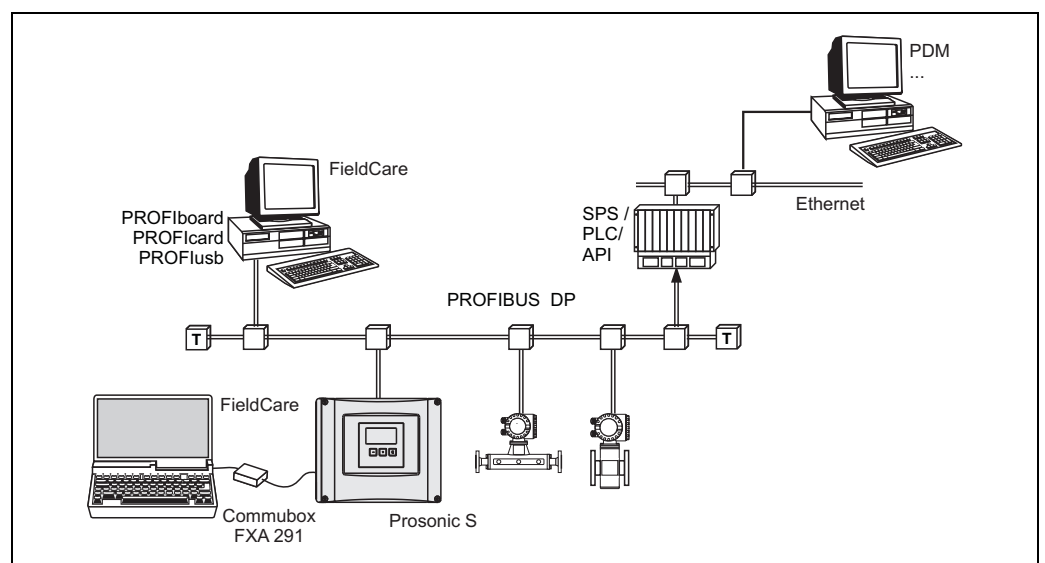 PDM
...
FieldCare
PROFIboard
PROFIcard
PROFIusb
Ethernet
SPS /
PLC/
API
PROFIBUS DP
T
T
FieldCare
Commubox
FXA 291
Prosonic S